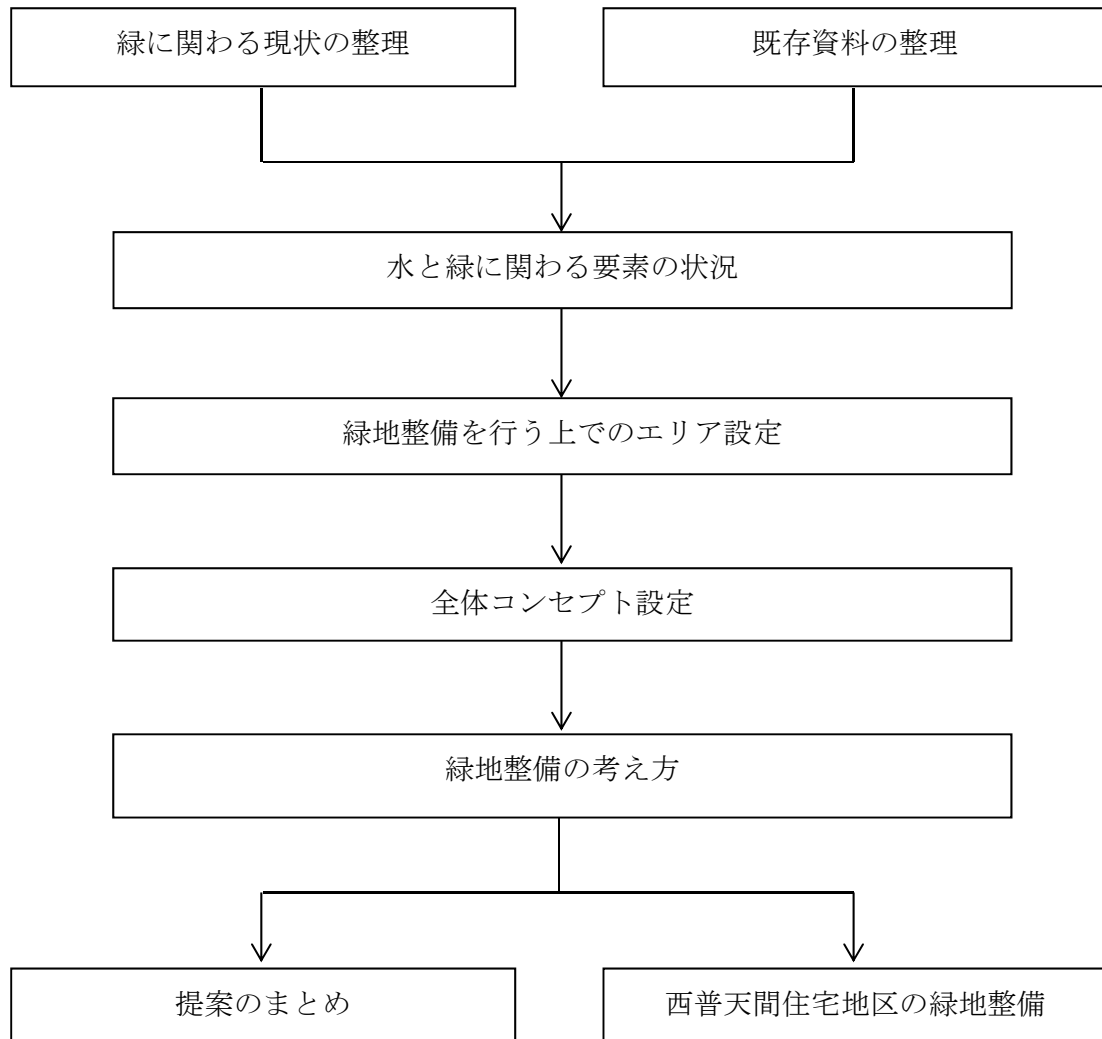 緑に関わる現状の整理
既存資料の整理
水と緑に関わる要素の状況
緑地整備を行う上でのエリア設定
全体コンセプト設定
緑地整備の考え方
提案のまとめ
西普天間住宅地区の緑地整備